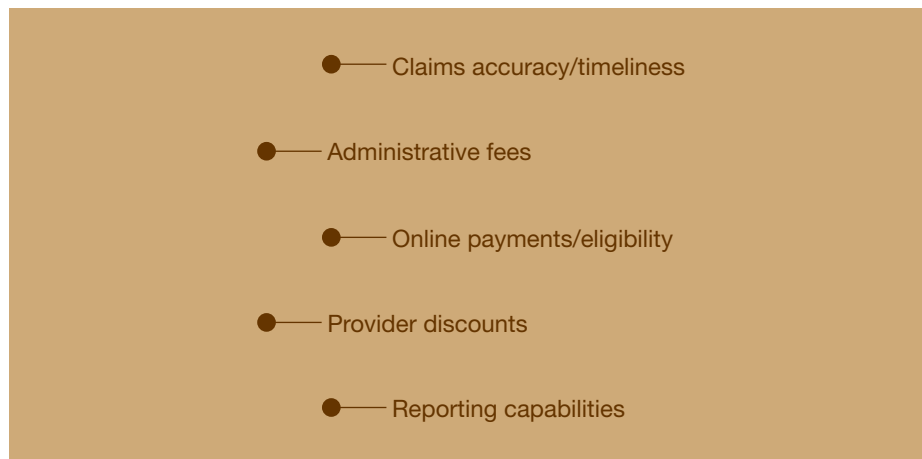 Claims accuracy/timeliness
Administrative fees
Online payments/eligibility
Provider discounts
Reporting capabilities